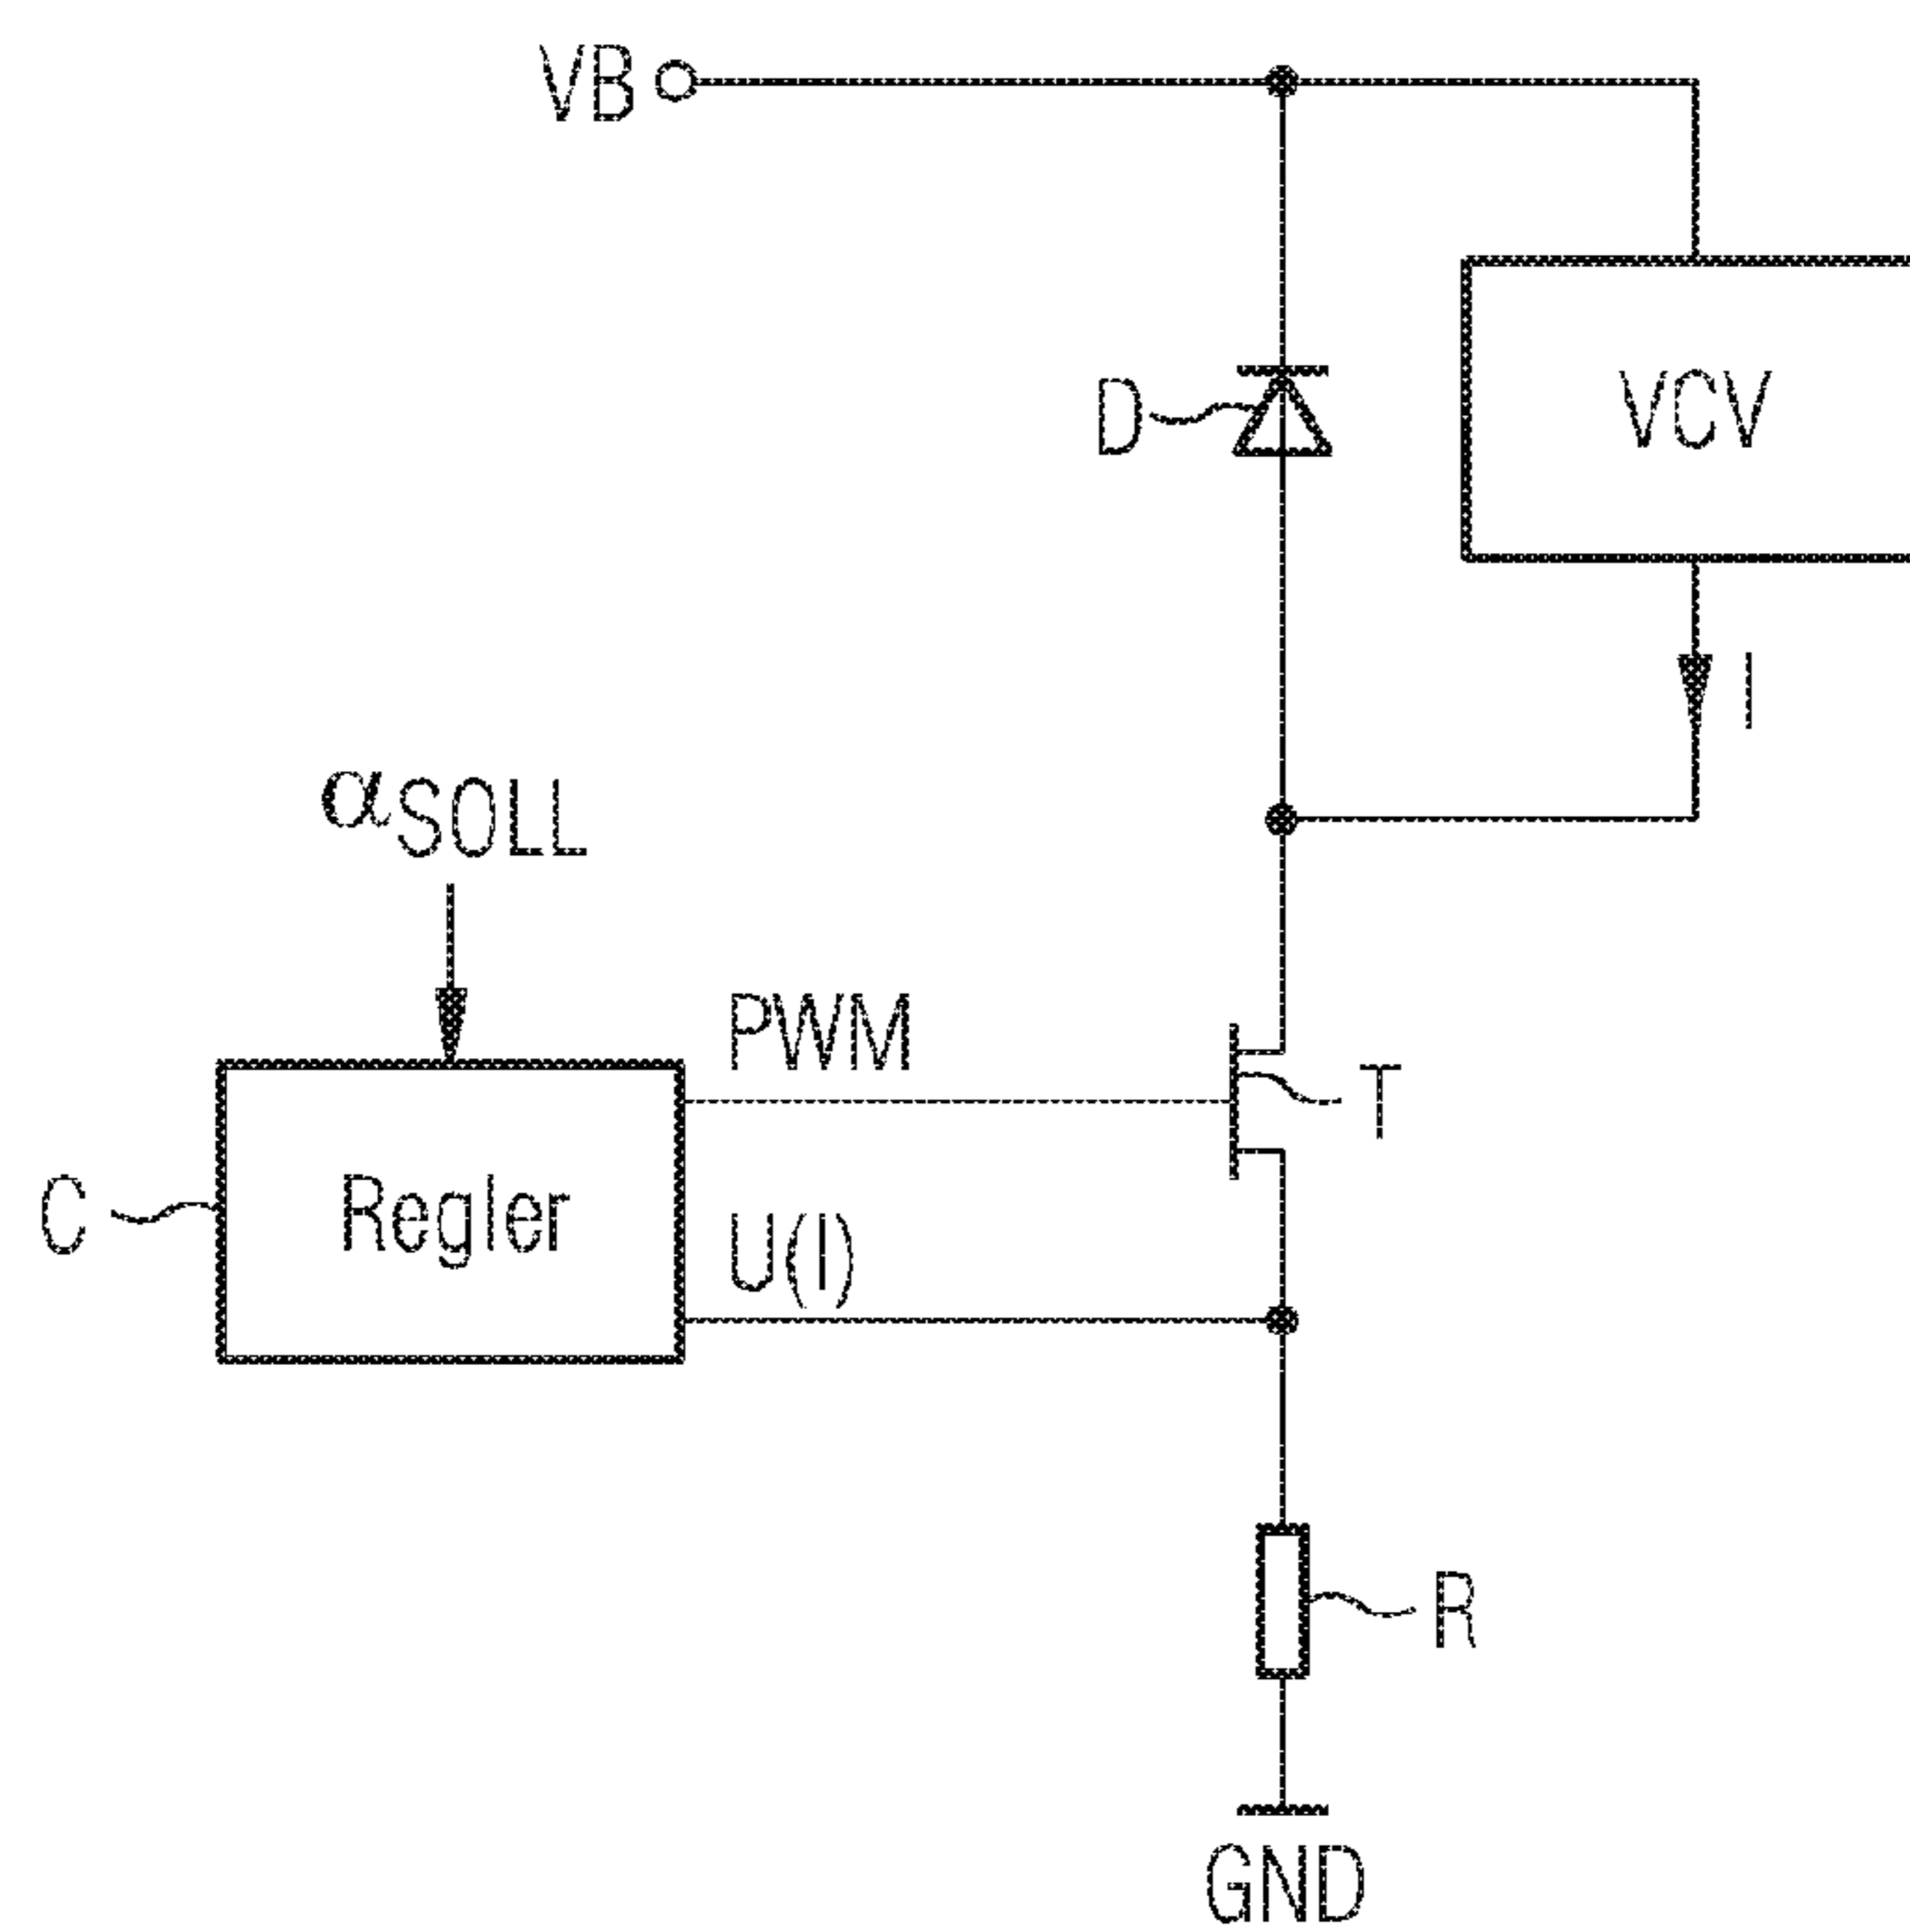 VB
D
VCV
I
αSOLL
PWM
T
C
Regler
U(I)
R
GND